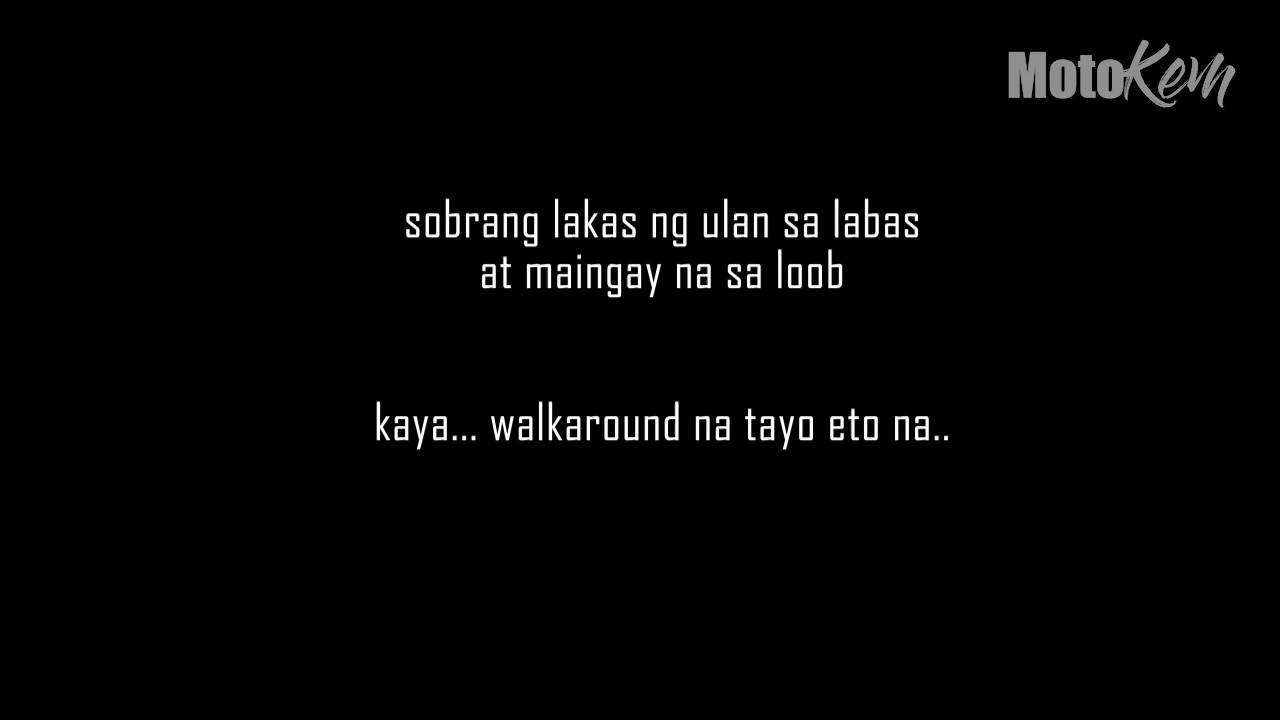 MotoKem
sobrang lakas ng ulan sa labas
at maingay na sa loob
kaya... walkaround na tayo eto na..